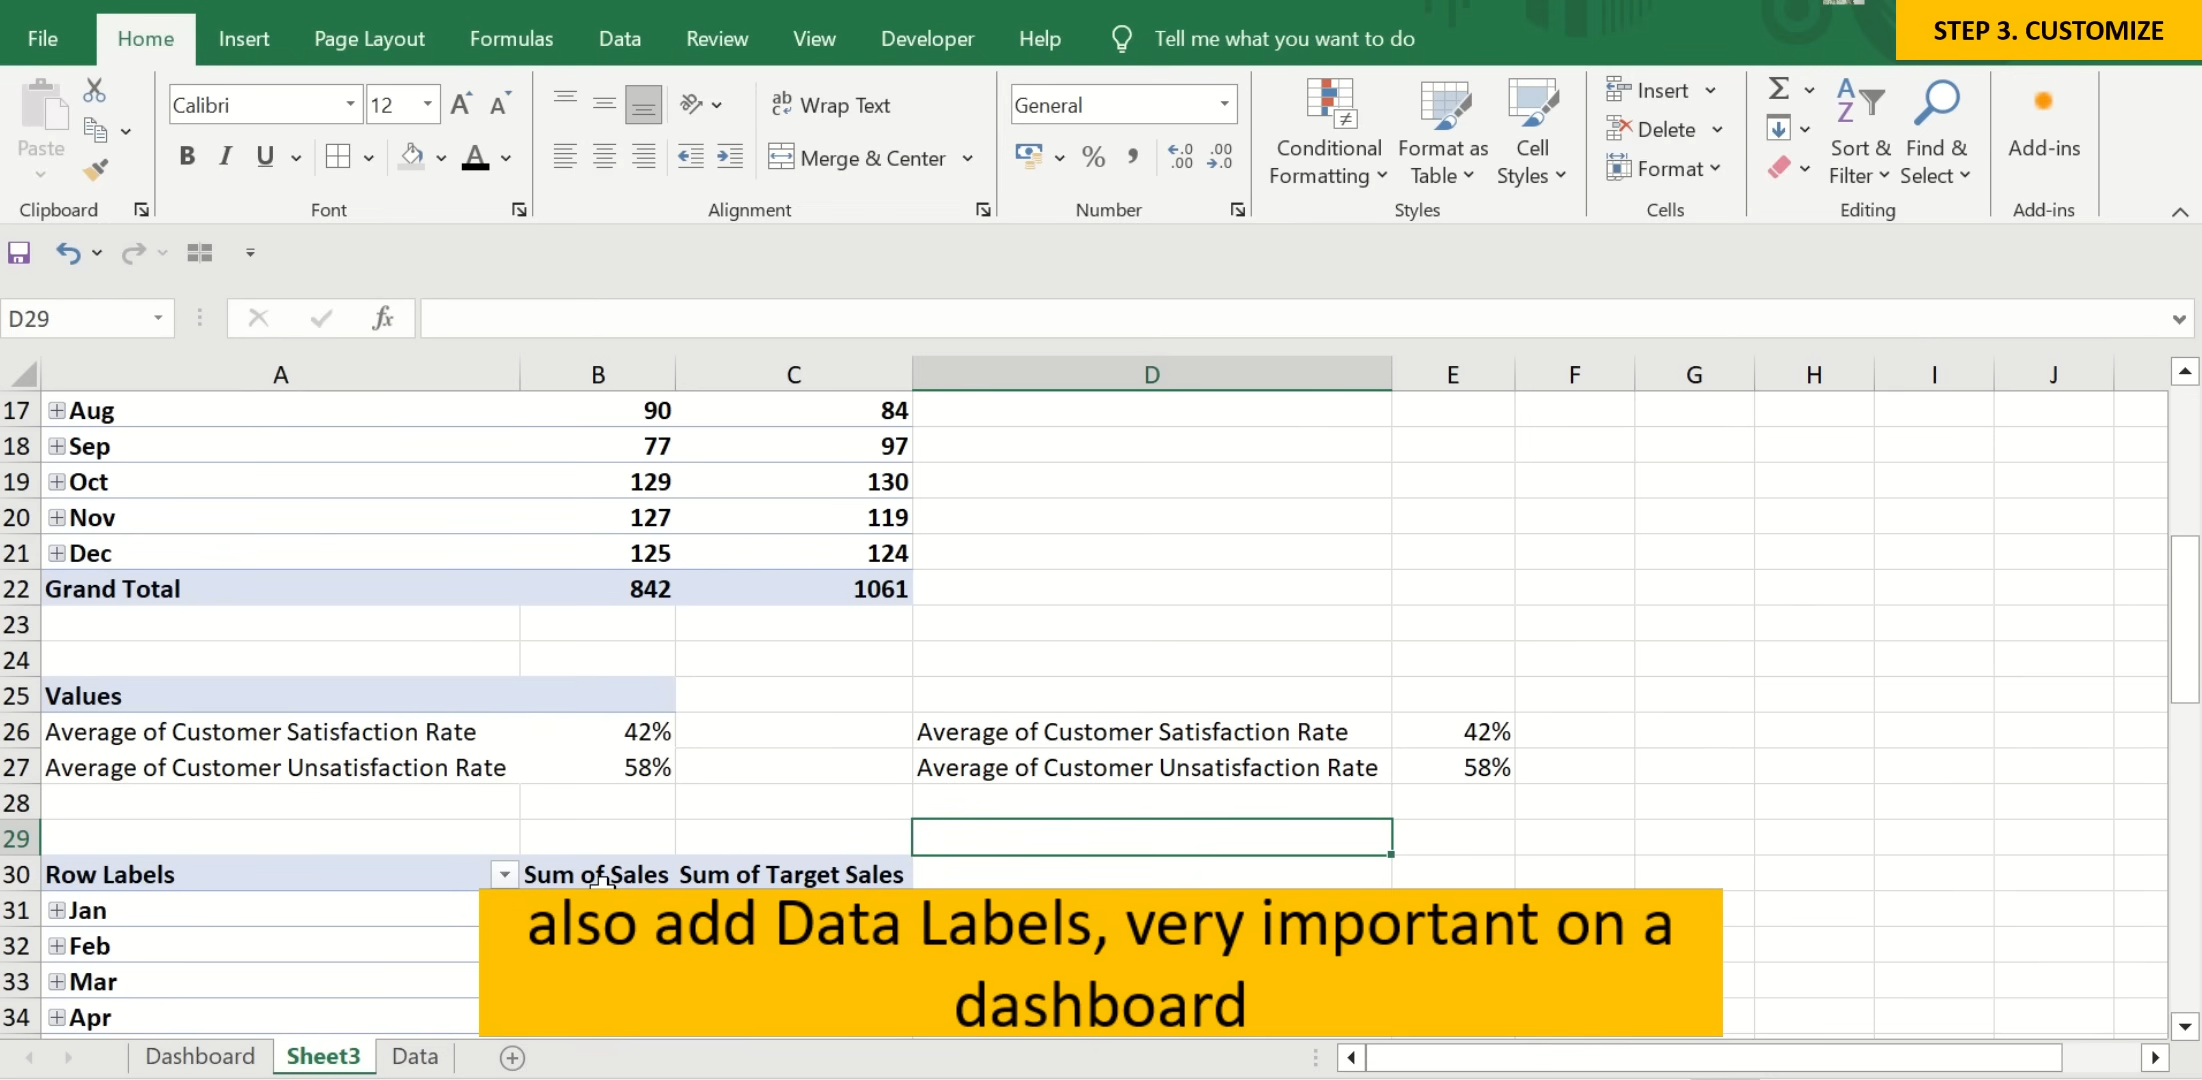 STEP 3. CUSTOMIZE
File Home Insert Page Layout Formulas Data Review View Developer Help Tell me what you want to do
Paste
Clipboard
Calibri 12
B I U A
Font
Wrap Text
Merge & Center
Alignment
General
% , .00 .00
Number
Conditional Formatting
Format as Table
Cell Styles
Styles
Insert
Delete
Format
Cells
Sort & Filter
Find & Select
Editing
Add-ins
Add-ins
D29 fx
A B C D E F G H I J
17 Aug 90 84
18 Sep 77 97
19 Oct 129 130
20 Nov 127 119
21 Dec 125 124
22 Grand Total 842 1061
23
24
25 Values
26 Average of Customer Satisfaction Rate 42% Average of Customer Satisfaction Rate 42%
27 Average of Customer Unsatisfaction Rate 58% Average of Customer Unsatisfaction Rate 58%
28
29
30 Row Labels Sum of Sales Sum of Target Sales
31 Jan
32 Feb
33 Mar
34 Apr
also add Data Labels, very important on a
dashboard
Dashboard Sheet3 Data